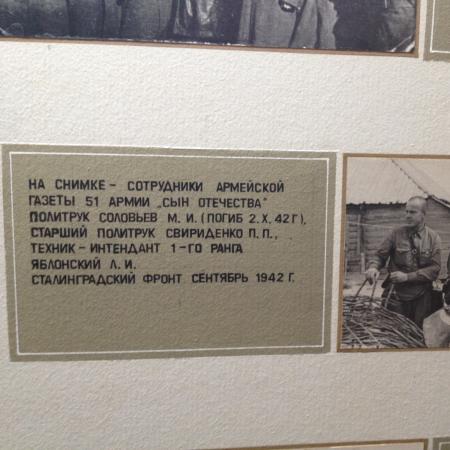 НА СНИМКЕ - СОТРУДНИКИ АРМЕЙСКОЙ
ГАЗЕТЫ 51 АРМИИ „СЫН ОТЕЧЕСТВА"
ПОЛИТРУК СОЛОВЬЕВ М. И. (ПОГИБ 2. X. 42 Г),
СТАРШИЙ ПОЛИТРУК СВИРИДЕНКО П. П.,
ТЕХНИК - ИНТЕНДАНТ 1 - ГО РАНГА
ЯБЛОНСКИЙ Л. И.
СТАЛИНГРАДСКИЙ ФРОНТ СЕНТЯБРЬ 1942 Г.